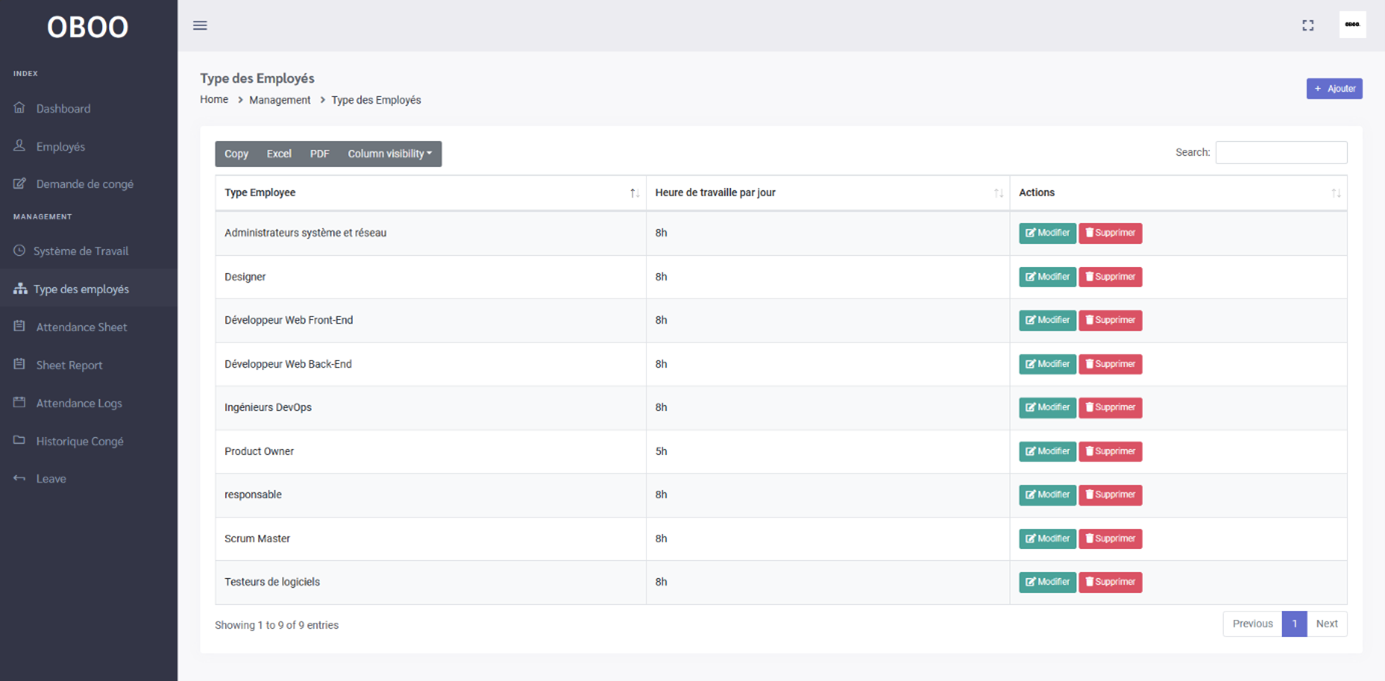 OBOO
INDEX
Dashboard
Employés
Demande de congé
MANAGEMENT
Système de Travail
Type des employés
Attendance Sheet
Sheet Report
Attendance Logs
Historique Congé
Leave
Type des Employés
Home > Management > Type des Employés
+ Ajouter
Copy Excel PDF Column visibility
Search:
Type Employee Heure de travaille par jour Actions
Administrateurs système et réseau 8h Modifier Supprimer
Designer 8h Modifier Supprimer
Développeur Web Front-End 8h Modifier Supprimer
Développeur Web Back-End 8h Modifier Supprimer
Ingénieurs DevOps 8h Modifier Supprimer
Product Owner 5h Modifier Supprimer
responsable 8h Modifier Supprimer
Scrum Master 8h Modifier Supprimer
Testeurs de logiciels 8h Modifier Supprimer
Showing 1 to 9 of 9 entries
Previous 1 Next